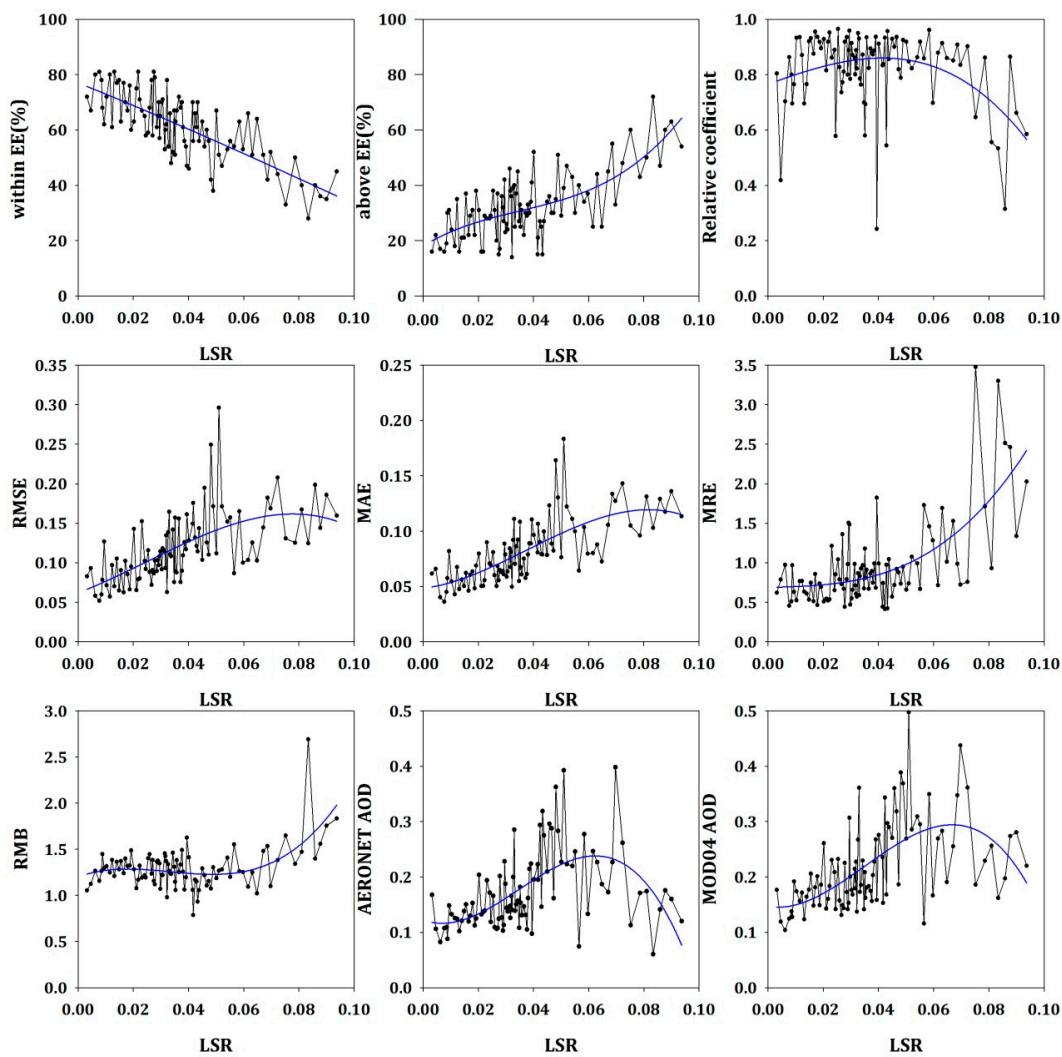 within EE(%)
100
80
60
40
20
0
0.00 0.02 0.04 0.06 0.08 0.10
LSR
above EE(%)
100
80
60
40
20
0
0.00 0.02 0.04 0.06 0.08 0.10
LSR
Relative coefficient
1.0
0.8
0.6
0.4
0.2
0.0
0.00 0.02 0.04 0.06 0.08 0.10
LSR
RMSE
0.30
0.25
0.20
0.15
0.10
0.05
0.00
0.00 0.02 0.04 0.06 0.08 0.10
LSR
MAE
0.25
0.20
0.15
0.10
0.05
0.00
0.00 0.02 0.04 0.06 0.08 0.10
LSR
MRE
3.5
3.0
2.5
2.0
1.5
1.0
0.5
0.0
0.00 0.02 0.04 0.06 0.08 0.10
LSR
RMB
3.0
2.5
2.0
1.5
1.0
0.5
0.0
0.00 0.02 0.04 0.06 0.08 0.10
LSR
AERONET AOD
0.5
0.4
0.3
0.2
0.1
0.0
0.00 0.02 0.04 0.06 0.08 0.10
LSR
MOD04 AOD
0.5
0.4
0.3
0.2
0.1
0.0
0.00 0.02 0.04 0.06 0.08 0.10
LSR